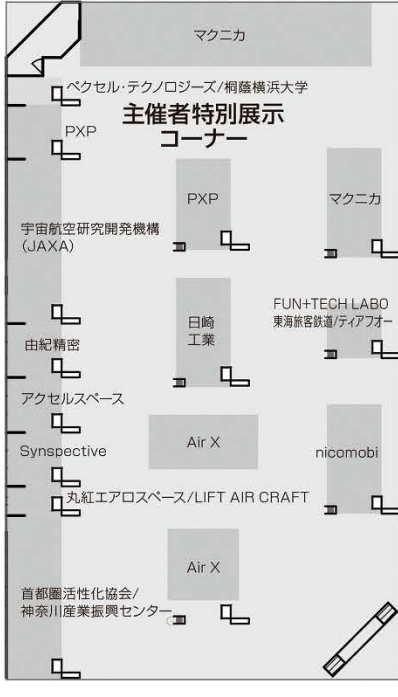 マクニカ
ペクセル・テクノロジーズ/桐蔭横浜大学
主催者特別展示
コーナー
PXP
PXP
マクニカ
宇宙航空研究開発機構
(JAXA)
FUN+TECH LABO
東海旅客鉄道/ティアフォー
日崎
工業
由紀精密
アクセルスペース
Air X
Synspective
nicomobi
丸紅エアロスペース/LIFT AIR CRAFT
Air X
首都圏活性化協会/
神奈川産業振興センター